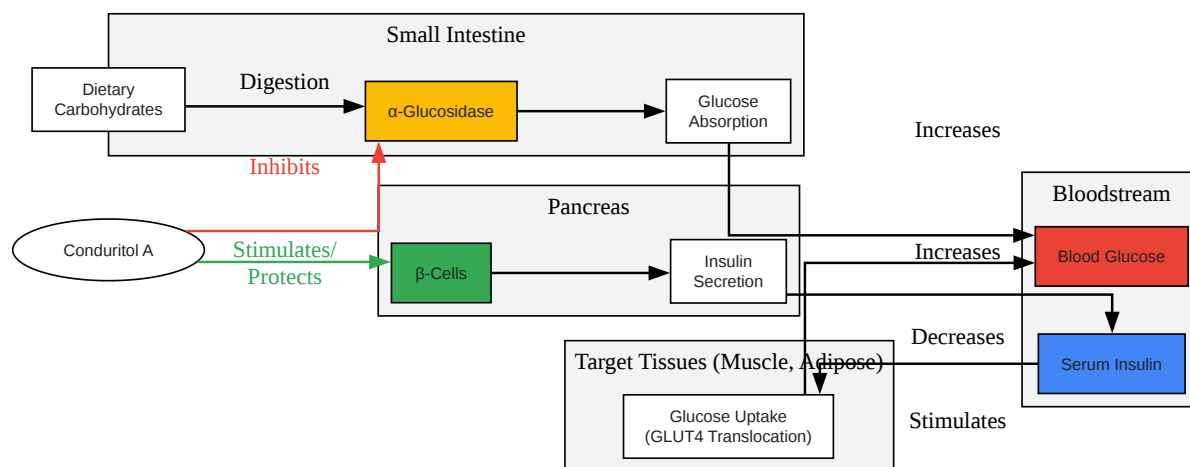 Small Intestine
Dietary
Carbohydrates
Digestion
α-Glucosidase
Glucose
Absorption
Increases
Inhibits
Pancreas
Bloodstream
Conduritol A
Stimulates/
Protects
β-Cells
Insulin
Secretion
Increases
Blood Glucose
Decreases
Serum Insulin
Target Tissues (Muscle, Adipose)
Glucose Uptake
(GLUT4 Translocation)
Stimulates